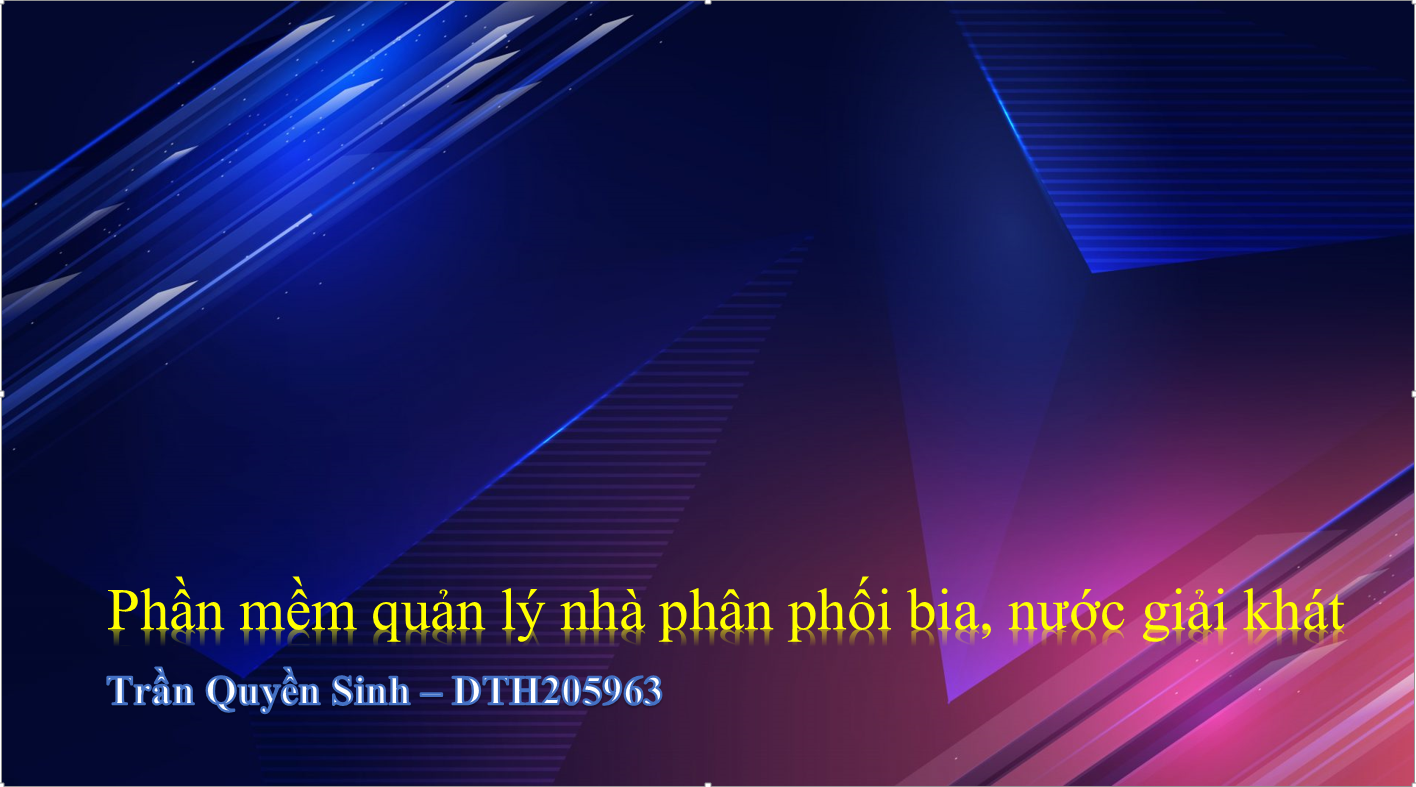 Phần mềm quản lý nhà phân phối bia, nước giải khát
Trần Quyền Sinh – DTH205963